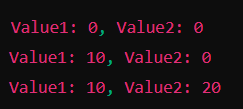 Value1: 0, Value2: 0
Value1: 10, Value2: 0
Value1: 10, Value2: 20